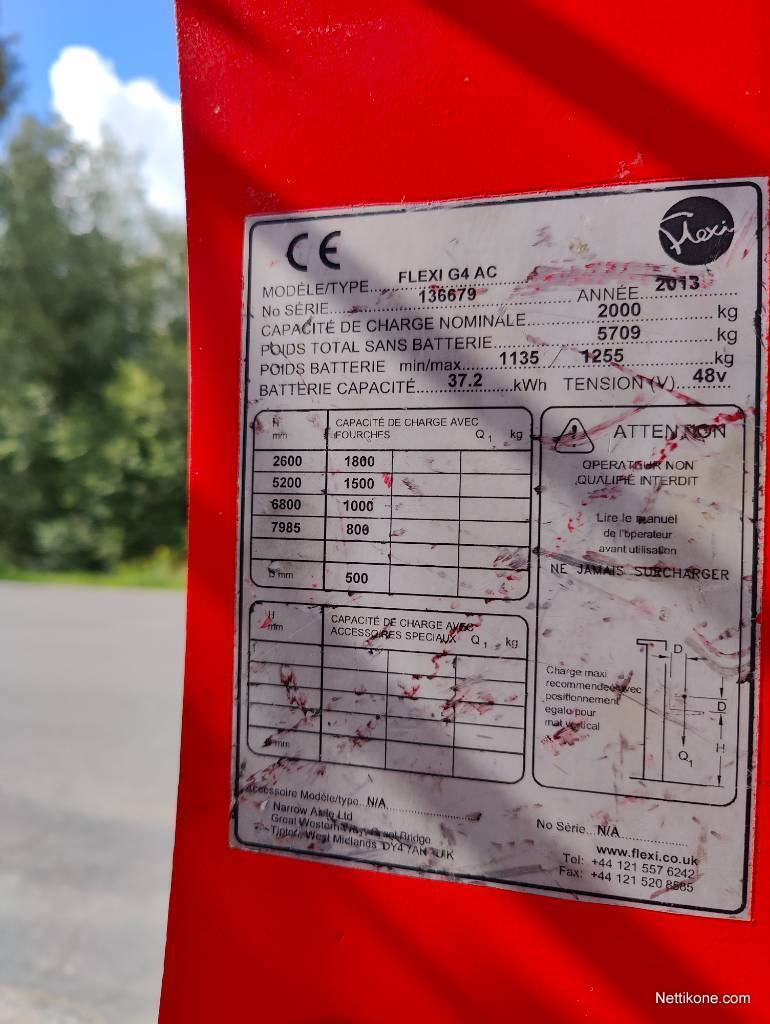 CE
Flexi
MODÈLE/TYPE......FLEXI G4 AC
No SÉRIE......136679......ANNÉE......2013
CAPACITÉ DE CHARGE NOMINALE......2000......kg
POIDS TOTAL SANS BATTERIE......5709......kg
POIDS BATTERIE min/max......1135 / 1255......kg
BATTERIE CAPACITÉ......37.2......kWh TENSION (V)...48v
H mm CAPACITÉ DE CHARGE AVEC FOURCHES Q1 kg
2600 1800
5200 1500
6800 1000
7985 800
D mm 500
ATTENTION
OPERATEUR NON
QUALIFIÉ INTERDIT
Lire le manuel
de l'operateur
avant utilisation
NE JAMAIS SURCHARGER
H mm CAPACITÉ DE CHARGE AVEC
ACCESSOIRES SPECIAUX Q1 kg
D mm
Charge maxi
recommendee avec
positionnement
egale pour
mat vertical
D
D
Q1
H
Accessoire Modèle/type...N/A......
No Série...N/A......
Narrow Aisle Ltd
Great Western Way, Great Bridge
Tipton, West Midlands DY4 7AN UK
www.flexi.co.uk
Tel: +44 121 557 6242
Fax: +44 121 520 8585
Nettikone.com